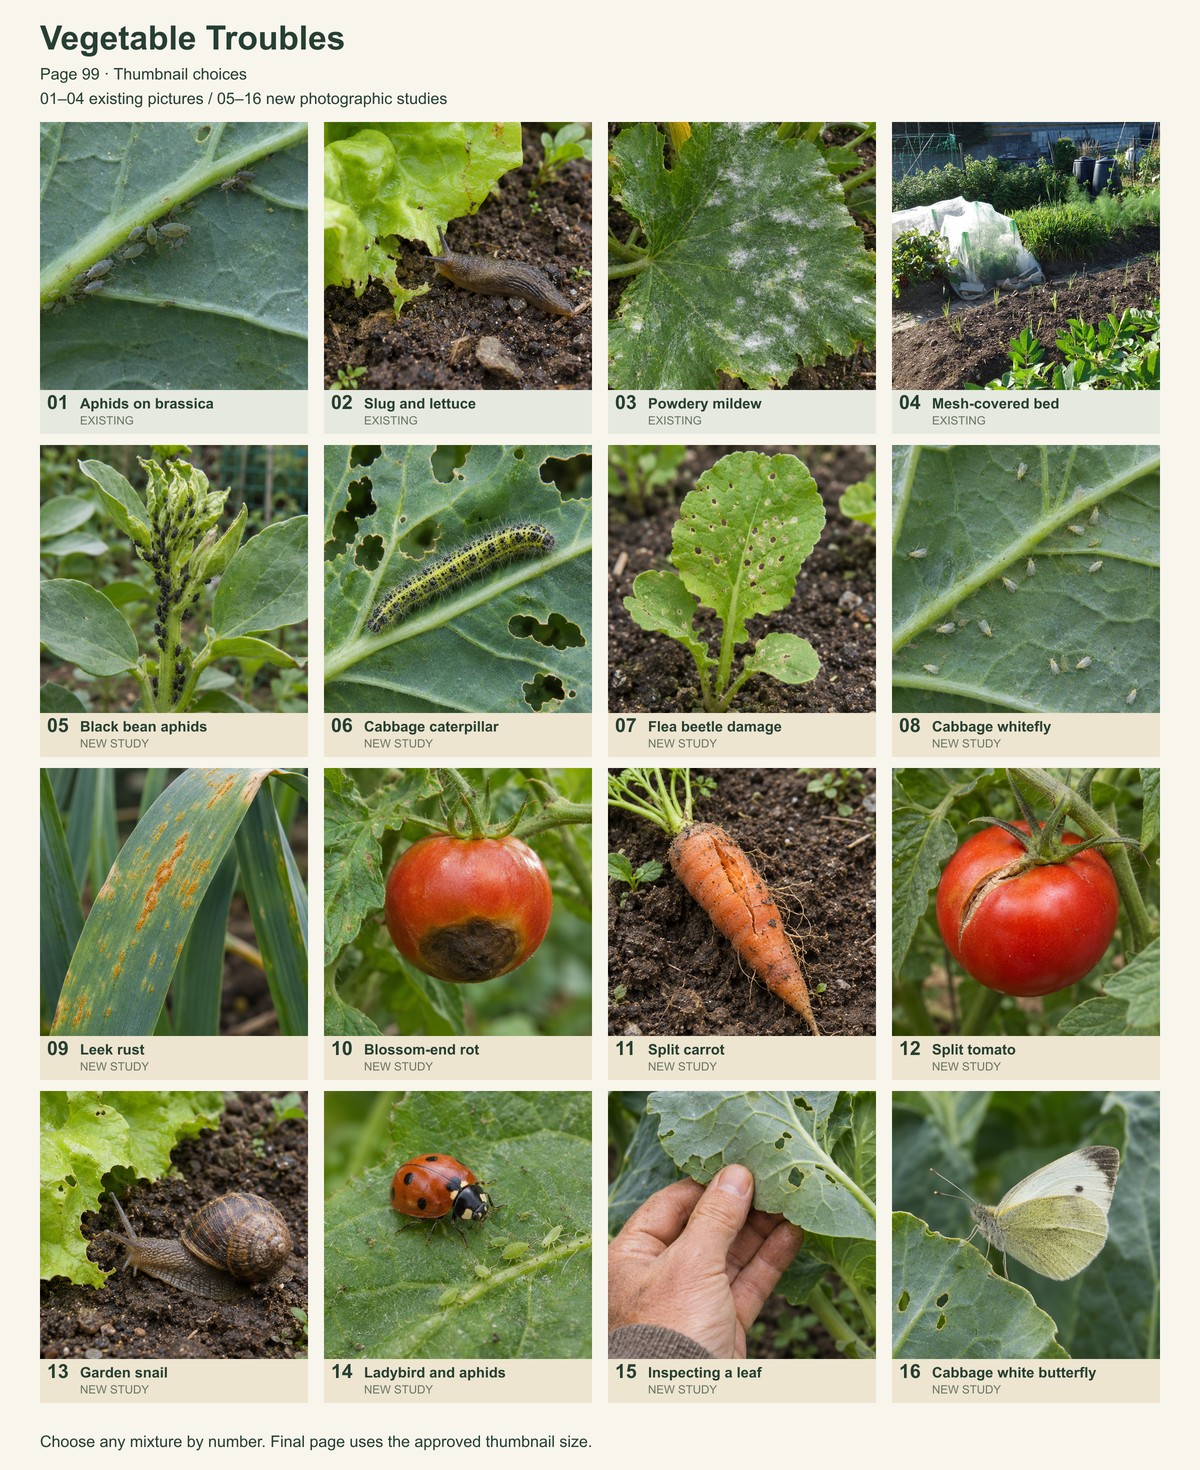 Vegetable Troubles
Page 99 · Thumbnail choices
01–04 existing pictures / 05–16 new photographic studies
01 Aphids on brassica
EXISTING
02 Slug and lettuce
EXISTING
03 Powdery mildew
EXISTING
04 Mesh-covered bed
EXISTING
05 Black bean aphids
NEW STUDY
06 Cabbage caterpillar
NEW STUDY
07 Flea beetle damage
NEW STUDY
08 Cabbage whitefly
NEW STUDY
09 Leek rust
NEW STUDY
10 Blossom-end rot
NEW STUDY
11 Split carrot
NEW STUDY
12 Split tomato
NEW STUDY
13 Garden snail
NEW STUDY
14 Ladybird and aphids
NEW STUDY
15 Inspecting a leaf
NEW STUDY
16 Cabbage white butterfly
NEW STUDY
Choose any mixture by number. Final page uses the approved thumbnail size.